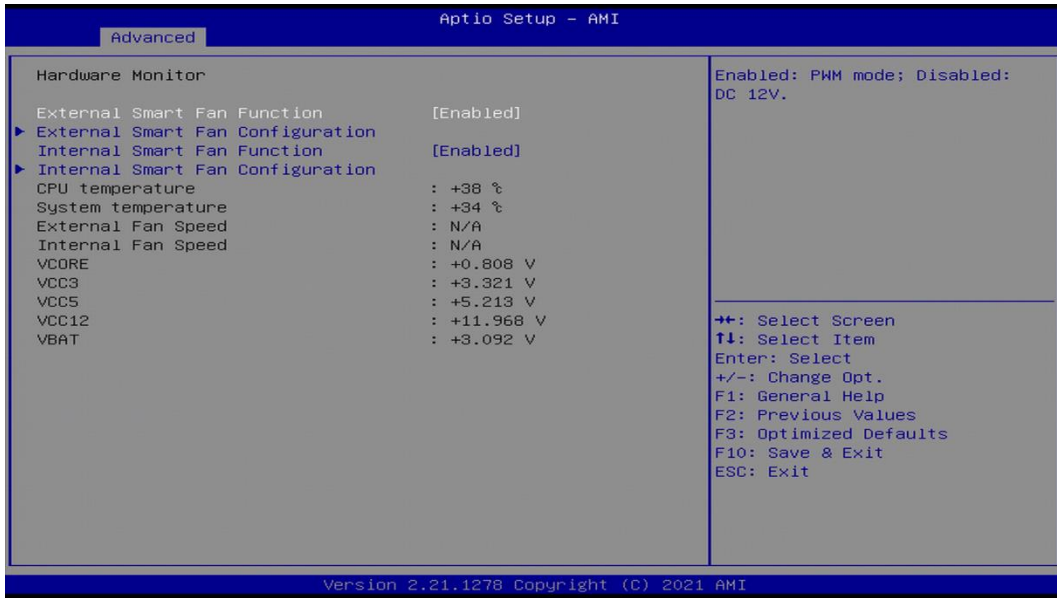 Aptio Setup - AMI
Advanced
Hardware Monitor
External Smart Fan Function [Enabled]
▶ External Smart Fan Configuration
Internal Smart Fan Function [Enabled]
▶ Internal Smart Fan Configuration
CPU temperature : +38 ℃
System temperature : +34 ℃
External Fan Speed : N/A
Internal Fan Speed : N/A
VCORE : +0.808 V
VCC3 : +3.321 V
VCC5 : +5.213 V
VCC12 : +11.968 V
VBAT : +3.092 V
Enabled: PWM mode; Disabled:
DC 12V.
→←: Select Screen
↑↓: Select Item
Enter: Select
+/-: Change Opt.
F1: General Help
F2: Previous Values
F3: Optimized Defaults
F10: Save & Exit
ESC: Exit
Version 2.21.1278 Copyright (C) 2021 AMI